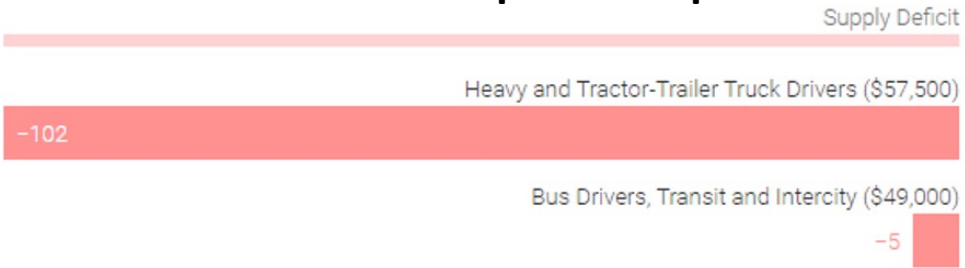 Supply Deficit
Heavy and Tractor-Trailer Truck Drivers ($57,500)
−102
Bus Drivers, Transit and Intercity ($49,000)
−5